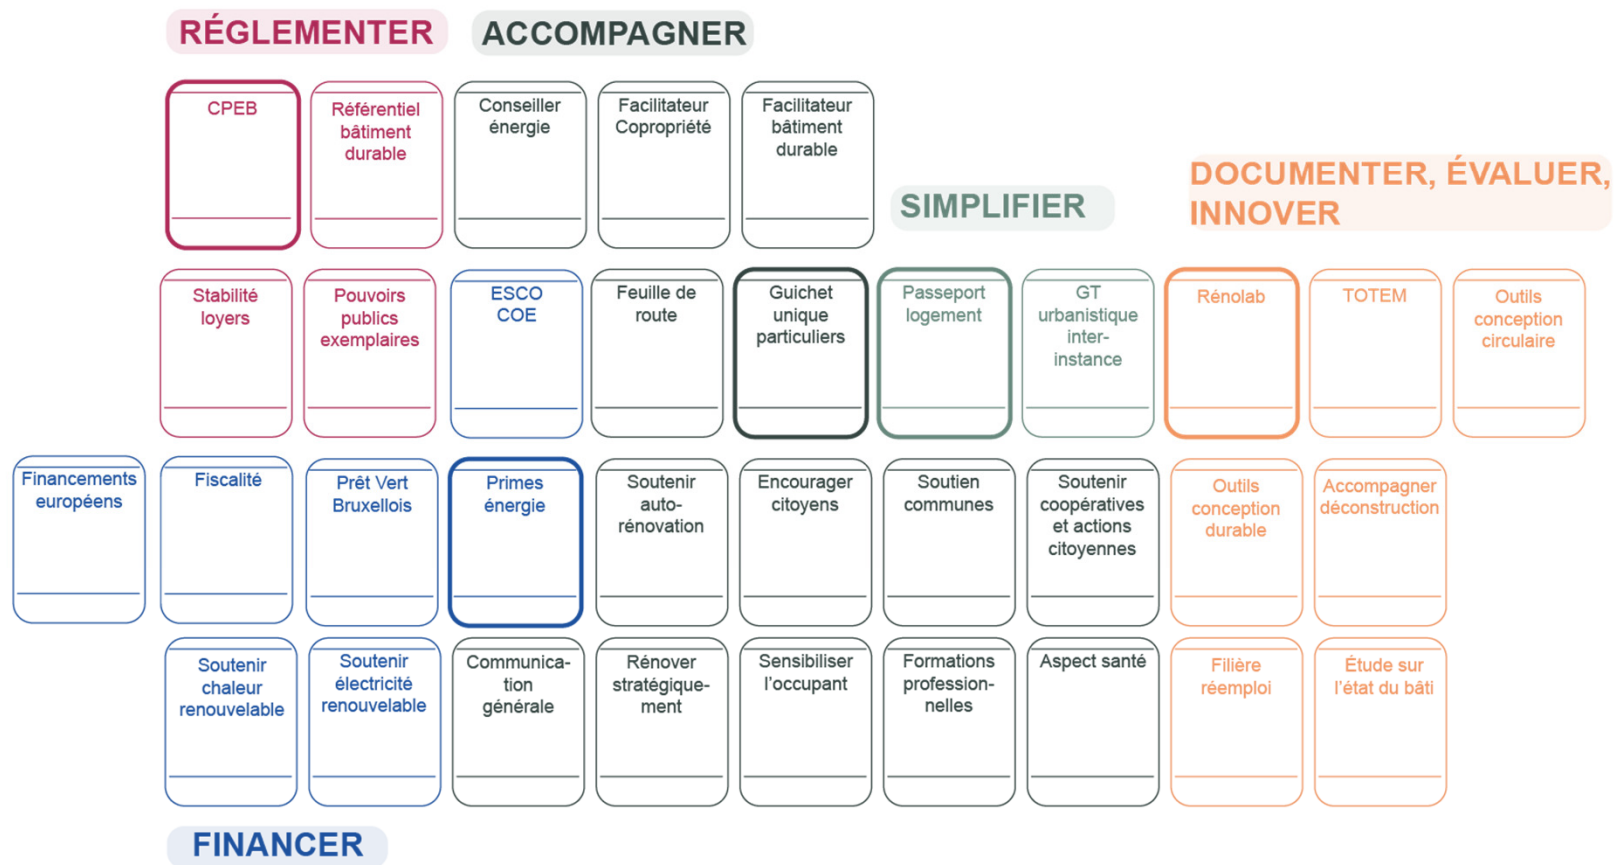 RÉGLEMENTER
ACCOMPAGNER
CPEB
Référentiel
bâtiment
durable
Conseiller
énergie
Facilitateur
Copropriété
Facilitateur
bâtiment
durable
SIMPLIFIER
DOCUMENTER, ÉVALUER,
INNOVER
Stabilité
loyers
Pouvoirs
publics
exemplaires
ESCO
COE
Feuille de
route
Guichet
unique
particuliers
Passeport
logement
GT
urbanistique
inter-
instance
Rénolab
TOTEM
Outils
conception
circulaire
Financements
européens
Fiscalité
Prêt Vert
Bruxellois
Primes
énergie
Soutenir
auto-
rénovation
Encourager
citoyens
Soutien
communes
Soutenir
coopératives
et actions
citoyennes
Outils
conception
durable
Accompagner
déconstruction
Soutenir
chaleur
renouvelable
Soutenir
électricité
renouvelable
Communica-
tion
générale
Rénover
stratégique-
ment
Sensibiliser
l'occupant
Formations
profession-
nelles
Aspect santé
Filière
réemploi
Étude sur
l'état du bâti
FINANCER